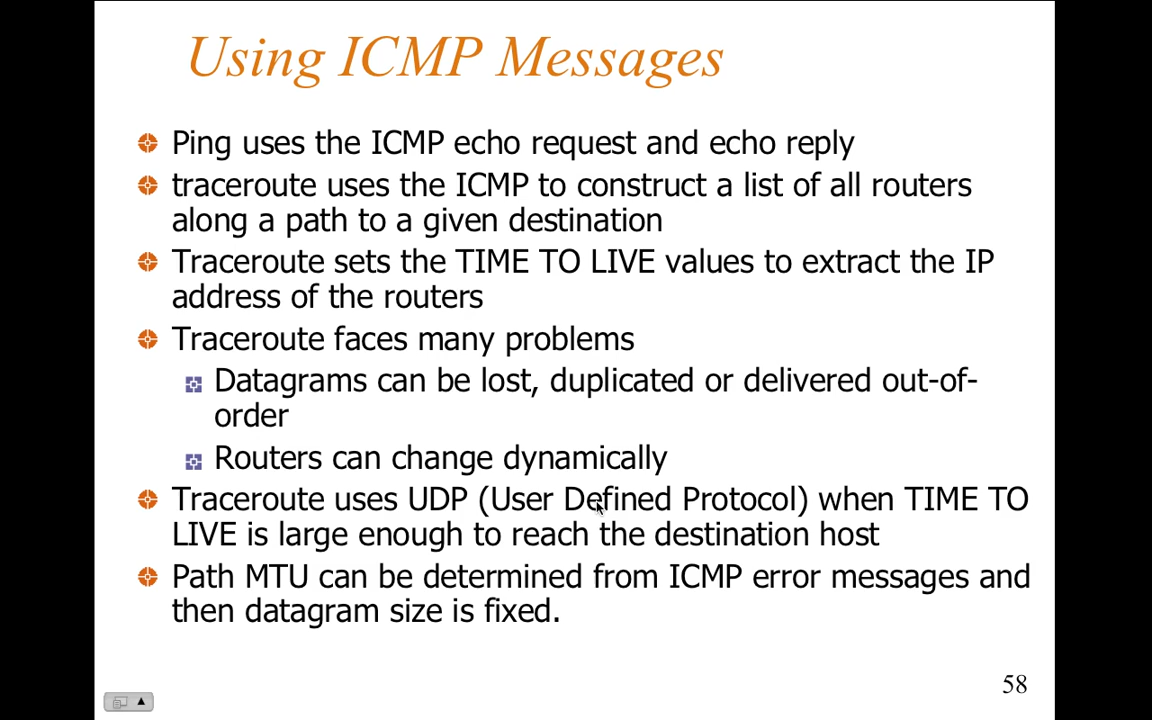 Using ICMP Messages
Ping uses the ICMP echo request and echo reply
traceroute uses the ICMP to construct a list of all routers
along a path to a given destination
Traceroute sets the TIME TO LIVE values to extract the IP
address of the routers
Traceroute faces many problems
Datagrams can be lost, duplicated or delivered out-of-
order
Routers can change dynamically
Traceroute uses UDP (User Defined Protocol) when TIME TO
LIVE is large enough to reach the destination host
Path MTU can be determined from ICMP error messages and
then datagram size is fixed.
58